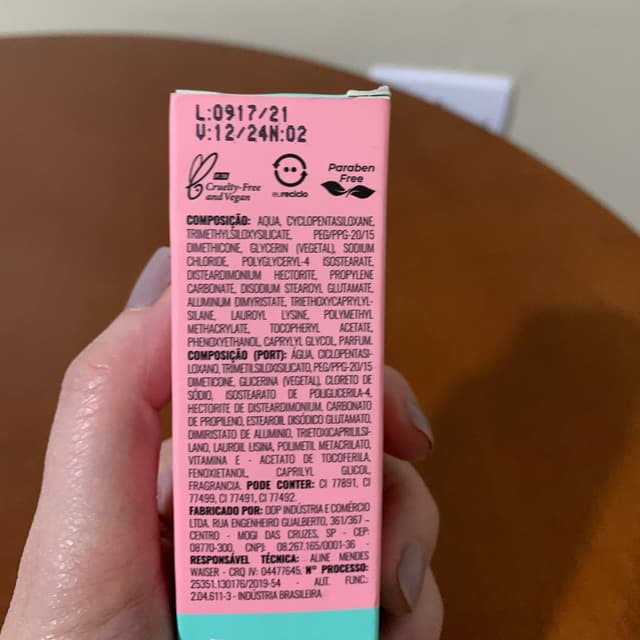 L:0917/21
V:12/24N:02
Cruelty-Free
and Vegan
eureciclo
Paraben
Free
COMPOSIÇÃO: AQUA, CYCLOPENTASILOXANE,
TRIMETHYLSILOXYSILICATE, PEG/PPG-20/15
DIMETHICONE, GLYCERIN (VEGETAL), SODIUM
CHLORIDE, POLYGLYCERYL-4 ISOSTEARATE,
DISTEARDIMONIUM HECTORITE, PROPYLENE
CARBONATE, DISODIUM STEAROYL GLUTAMATE,
ALUMINUM DIMYRISTATE, TRIETHOXYCAPRYLYL-
SILANE, LAUROYL LYSINE, POLYMETHYL
METHACRYLATE, TOCOPHERYL ACETATE,
PHENOXYETHANOL, CAPRYLYL GLYCOL, PARFUM.
COMPOSIÇÃO (PORT): ÁGUA, CICLOPENTASI-
LOXANO, TRIMETILSILOXISILICATO, PEG/PPG-20/15
DIMETICONE, GLICERINA (VEGETAL), CLORETO DE
SÓDIO, ISOSTEARATO DE POLIGLICERILA-4,
HECTORITE DE DISTEARDIMONIUM, CARBONATO
DE PROPILENO, ESTEAROIL DISÓDICO GLUTAMATO,
DIMIRISTATO DE ALUMINIO, TRIETOXICAPRILILSI-
LANO, LAUROIL LISINA, POLIMETIL METACRILATO,
VITAMINA E - ACETATO DE TOCOFERILA,
FENOXIETANOL, CAPRILYL GLICOL,
FRAGRANCIA. PODE CONTER: CI 77891, CI
77499, CI 77491, CI 77492.
FABRICADO POR: DDP INDÚSTRIA E COMÉRCIO
LTDA. RUA ENGENHEIRO GUALBERTO, 361/367 –
CENTRO - MOGI DAS CRUZES, SP - CEP:
08770-300, CNPJ: 08.267.165/0001-36 -
RESPONSÁVEL TÉCNICA: ALINE MENDES
WAISER - CRQ IV: 04477645. Nº PROCESSO:
25351.130176/2019-54 - AUT. FUNC:
2.04.611-3 - INDÚSTRIA BRASILEIRA